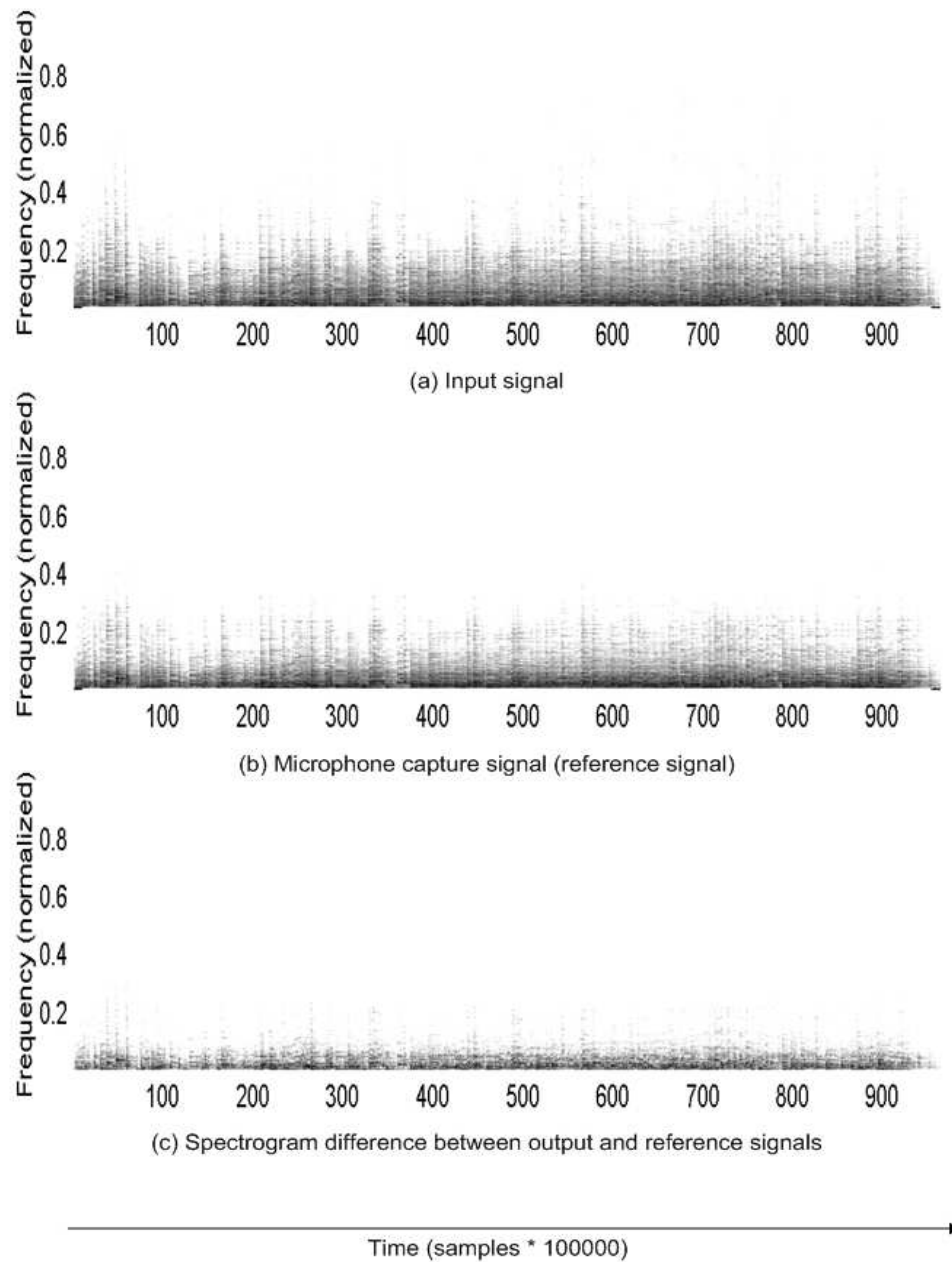 Frequency (normalized)
0.8
0.6
0.4
0.2
100 200 300 400 500 600 700 800 900
(a) Input signal
Frequency (normalized)
0.8
0.6
0.4
0.2
100 200 300 400 500 600 700 800 900
(b) Microphone capture signal (reference signal)
Frequency (normalized)
0.8
0.6
0.4
0.2
100 200 300 400 500 600 700 800 900
(c) Spectrogram difference between output and reference signals
Time (samples * 100000)